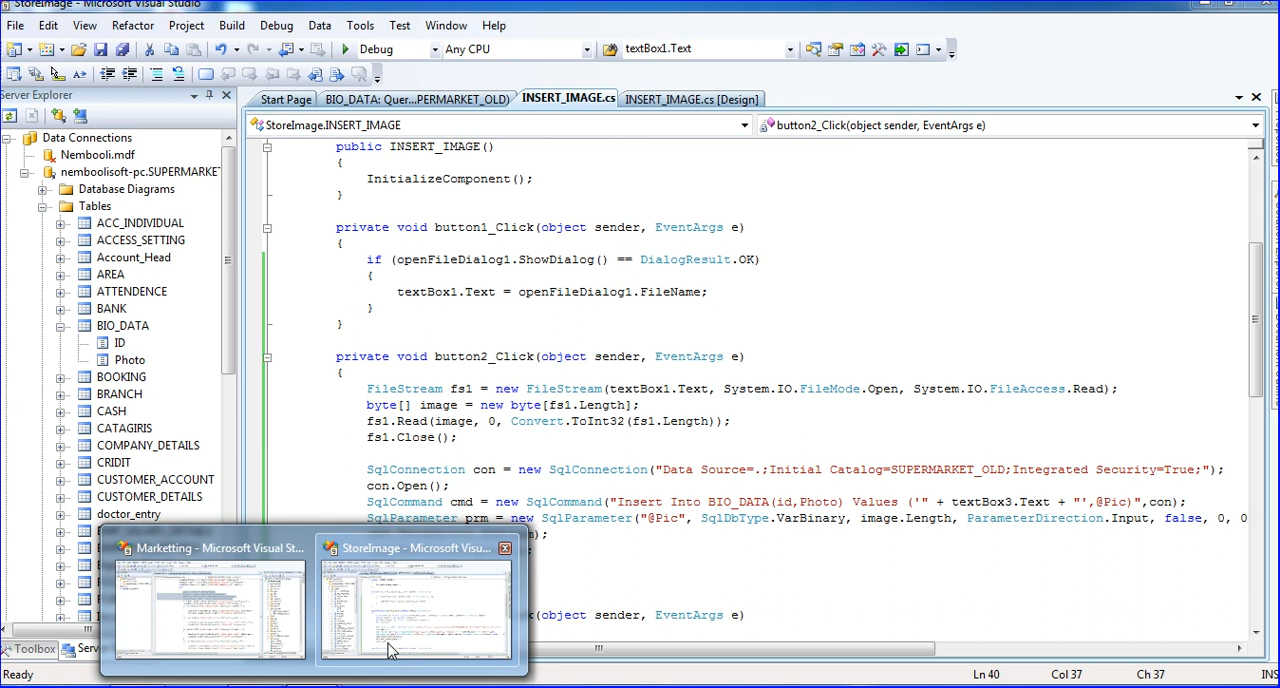 StoreImage - Microsoft Visual Studio
File Edit View Refactor Project Build Debug Data Tools Test Window Help
Debug Any CPU textBox1.Text
Server Explorer
Start Page BIO_DATA: Quer...PERMARKET_OLD) INSERT_IMAGE.cs INSERT_IMAGE.cs [Design]
StoreImage.INSERT_IMAGE button2_Click(object sender, EventArgs e)
Data Connections
Nembooli.mdf
nemboolisoft-pc.SUPERMARKET
Database Diagrams
Tables
ACC_INDIVIDUAL
ACCESS_SETTING
Account_Head
AREA
ATTENDENCE
BANK
BIO_DATA
ID
Photo
BOOKING
BRANCH
CASH
CATAGIRIS
COMPANY_DETAILS
CRIDIT
CUSTOMER_ACCOUNT
CUSTOMER_DETAILS
doctor_entry
public INSERT_IMAGE()
{
InitializeComponent();
}
private void button1_Click(object sender, EventArgs e)
{
if (openFileDialog1.ShowDialog() == DialogResult.OK)
{
textBox1.Text = openFileDialog1.FileName;
}
}
private void button2_Click(object sender, EventArgs e)
{
FileStream fs1 = new FileStream(textBox1.Text, System.IO.FileMode.Open, System.IO.FileAccess.Read);
byte[] image = new byte[fs1.Length];
fs1.Read(image, 0, Convert.ToInt32(fs1.Length));
fs1.Close();
SqlConnection con = new SqlConnection("Data Source=.;Initial Catalog=SUPERMARKET_OLD;Integrated Security=True;");
con.Open();
SqlCommand cmd = new SqlCommand("Insert Into BIO_DATA(id,Photo) Values ('" + textBox3.Text + "',@Pic)",con);
SqlParameter prm = new SqlParameter("@Pic", SqlDbType.VarBinary, image.Length, ParameterDirection.Input, false, 0, 0
m);
;
(object sender, EventArgs e)
Marketting - Microsoft Visual St... StoreImage - Microsoft Visu...
Toolbox Serv
Ready Ln 40 Col 37 Ch 37 INS